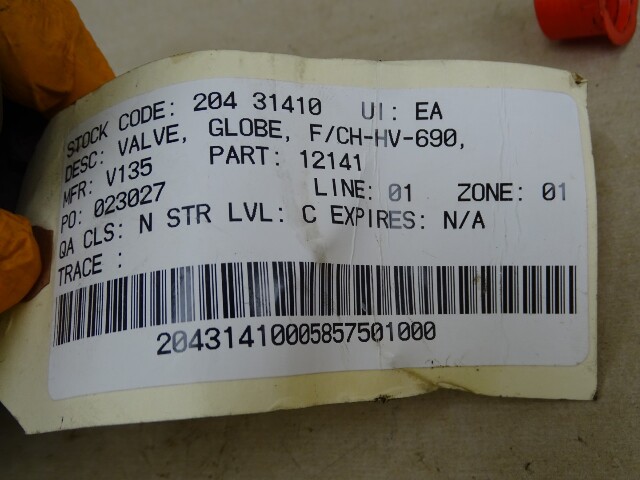 STOCK CODE: 204 31410 UI: EA
DESC: VALVE, GLOBE, F/CH-HV-690,
MFR: V135 PART: 12141
PO: 023027 LINE: 01 ZONE: 01
QA CLS: N STR LVL: C EXPIRES: N/A
TRACE :
20431410005857501000